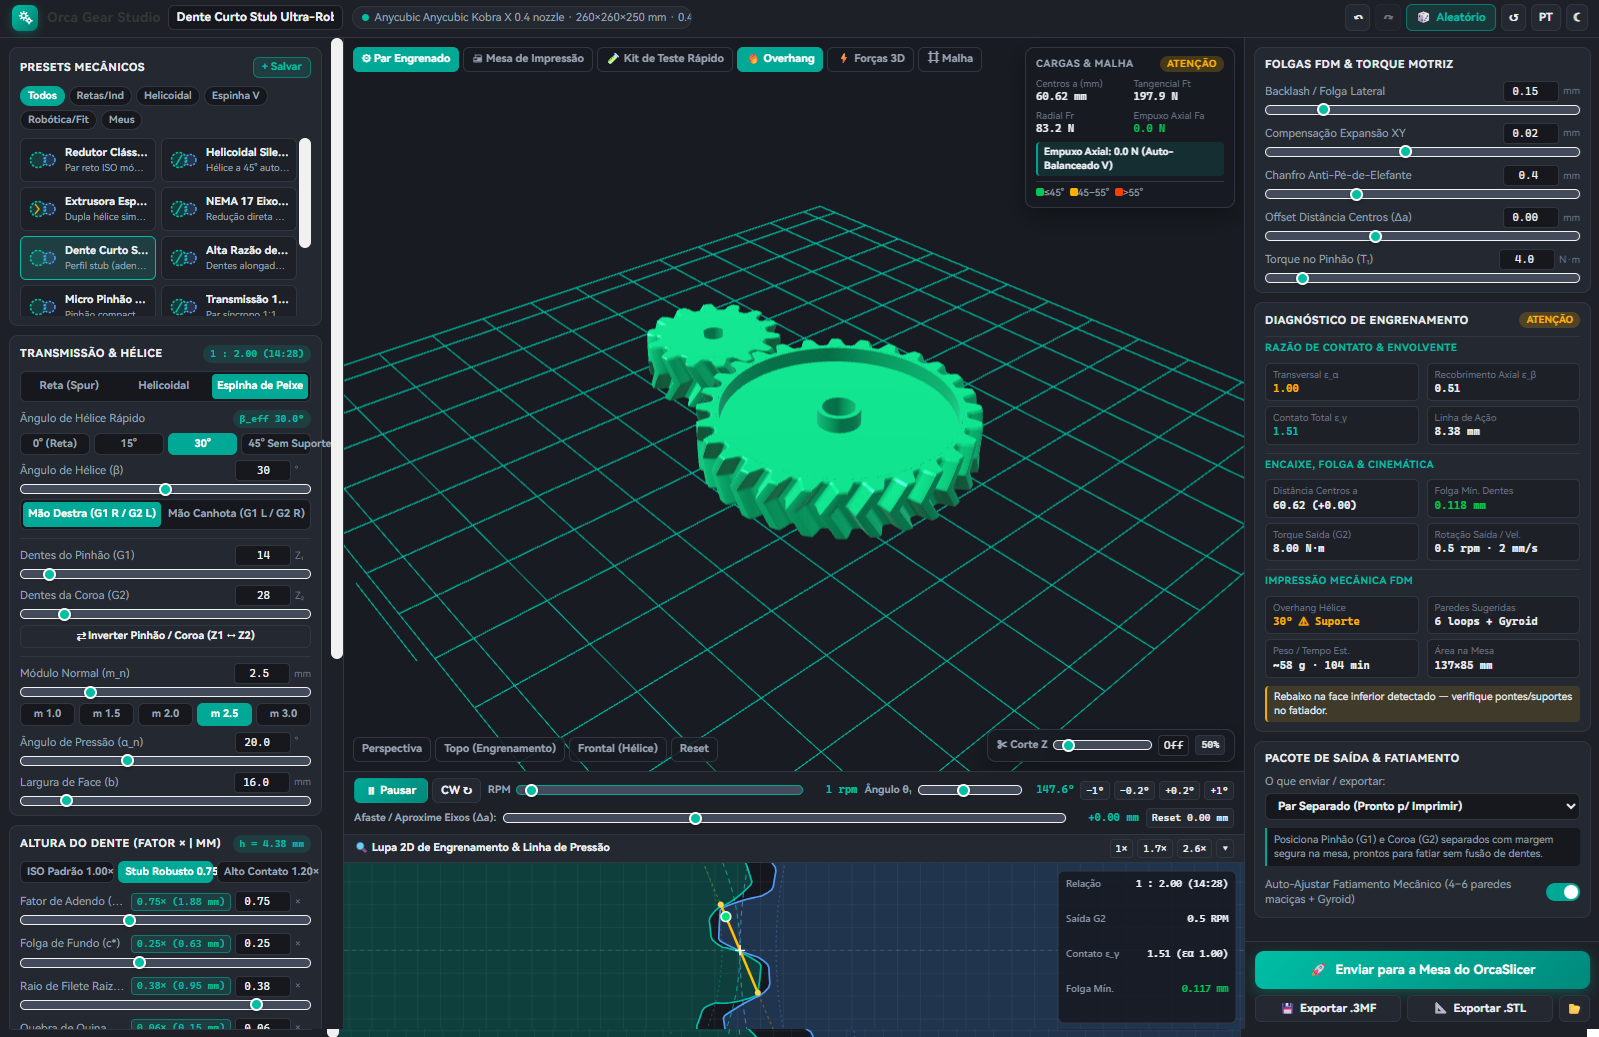 Orca Gear Studio
Dente Curto Stub Ultra-Rol
Anycubic Anycubic Kobra X 0.4 nozzle · 260×260×250 mm · 0.4
Aleatório
PT
PRESETS MECÂNICOS
+ Salvar
Todos
Retas/Ind
Helicoidal
Espinha V
Robótica/Fit
Meus
Redutor Cláss...
Par reto ISO mó...
Helicoidal Sile...
Hélice a 45° auto...
Extrusora Esp...
Dupla hélice sim...
NEMA 17 Eixo...
Redução direta ...
Dente Curto S...
Perfil stub (aden...
Alta Razão de...
Dentes alongad...
Micro Pinhão ...
Pinhão compact...
Transmissão 1...
Par síncrono 1:1...
TRANSMISSÃO & HÉLICE
1 : 2.00 (14:28)
Reta (Spur)
Helicoidal
Espinha de Peixe
Ângulo de Hélice Rápido
β_eff 30.0°
0° (Reta)
15°
30°
45° Sem Suporte
Ângulo de Hélice (β)
30 °
Mão Destra (G1 R / G2 L)
Mão Canhota (G1 L / G2 R)
Dentes do Pinhão (G1)
14 Z₁
Dentes da Coroa (G2)
28 Z₂
⇄ Inverter Pinhão / Coroa (Z1 ↔ Z2)
Módulo Normal (m_n)
2.5 mm
m 1.0
m 1.5
m 2.0
m 2.5
m 3.0
Ângulo de Pressão (α_n)
20.0 °
Largura de Face (b)
16.0 mm
ALTURA DO DENTE (FATOR × | MM)
h = 4.38 mm
ISO Padrão 1.00×
Stub Robusto 0.75
Alto Contato 1.20×
Fator de Adendo (...
0.75× (1.88 mm)
0.75 ×
Folga de Fundo (c*)
0.25× (0.63 mm)
0.25 ×
Raio de Filete Raiz...
0.38× (0.95 mm)
0.38 ×
Quebra de Quina
0.06× (0.15 mm)
0.06 ×
Par Engrenado
Mesa de Impressão
Kit de Teste Rápido
Overhang
Forças 3D
Malha
CARGAS & MALHA
ATENÇÃO
Centros a (mm)
60.62 mm
Tangencial Ft
197.9 N
Radial Fr
83.2 N
Empuxo Axial Fa
0.0 N
Empuxo Axial: 0.0 N (Auto-
Balanceado V)
≤45° 45–55° >55°
Perspectiva
Topo (Engrenamento)
Frontal (Hélice)
Reset
Corte Z
Off
50%
Pausar
CW ↻
RPM
1 rpm
Ângulo θ₁
147.6°
−1°
−0.2°
+0.2°
+1°
Afaste / Aproxime Eixos (Δa):
+0.00 mm
Reset 0.00 mm
Lupa 2D de Engrenamento & Linha de Pressão
1×
1.7×
2.6×
Relação 1 : 2.00 (14:28)
Saída G2 0.5 RPM
Contato ε_γ 1.51 (εα 1.00)
Folga Mín. 0.117 mm
FOLGAS FDM & TORQUE MOTRIZ
Backlash / Folga Lateral
0.15 mm
Compensação Expansão XY
0.02 mm
Chanfro Anti-Pé-de-Elefante
0.4 mm
Offset Distância Centros (Δa)
0.00 mm
Torque no Pinhão (T₁)
4.0 N·m
DIAGNÓSTICO DE ENGRENAMENTO
ATENÇÃO
RAZÃO DE CONTATO & ENVOLVENTE
Transversal ε_α
1.00
Recobrimento Axial ε_β
0.51
Contato Total ε_γ
1.51
Linha de Ação
8.38 mm
ENCAIXE, FOLGA & CINEMÁTICA
Distância Centros a
60.62 (+0.00)
Folga Mín. Dentes
0.118 mm
Torque Saída (G2)
8.00 N·m
Rotação Saída / Vel.
0.5 rpm · 2 mm/s
IMPRESSÃO MECÂNICA FDM
Overhang Hélice
30° ⚠ Suporte
Paredes Sugeridas
6 loops + Gyroid
Peso / Tempo Est.
~58 g · 104 min
Área na Mesa
137×85 mm
Rebaixo na face inferior detectado — verifique pontes/suportes
no fatiador.
PACOTE DE SAÍDA & FATIAMENTO
O que enviar / exportar:
Par Separado (Pronto p/ Imprimir)
Posiciona Pinhão (G1) e Coroa (G2) separados com margem
segura na mesa, prontos para fatiar sem fusão de dentes.
Auto-Ajustar Fatiamento Mecânico (4–6 paredes
maciças + Gyroid)
Enviar para a Mesa do OrcaSlicer
Exportar .3MF
Exportar .STL